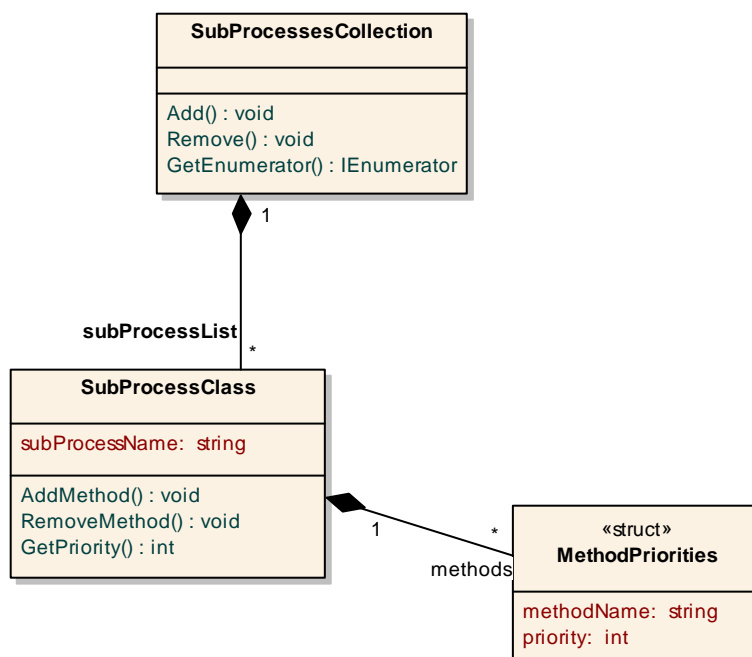 SubProcessesCollection
Add() : void
Remove() : void
GetEnumerator() : IEnumerator
1
subProcessList
*
SubProcessClass
subProcessName: string
AddMethod() : void
RemoveMethod() : void
GetPriority() : int
1
*
methods
«struct»
MethodPriorities
methodName: string
priority: int